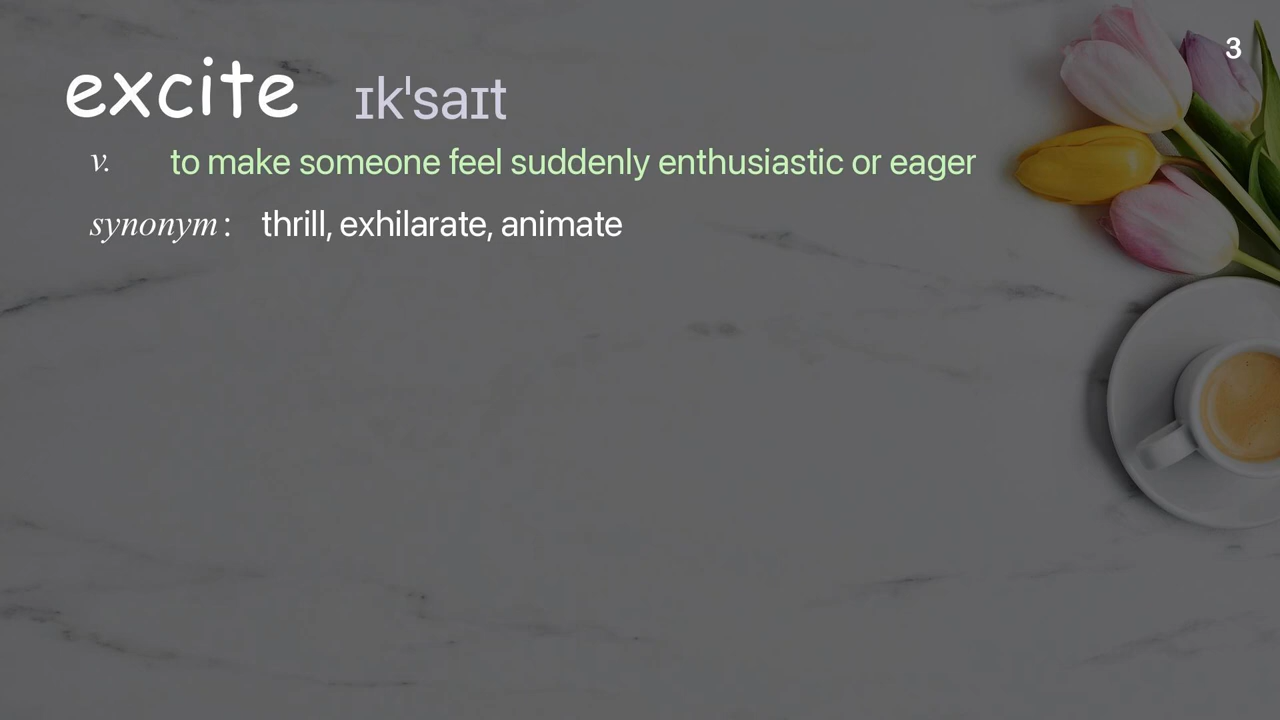 3
excite ɪkˈsaɪt
v. to make someone feel suddenly enthusiastic or eager
synonym: thrill, exhilarate, animate